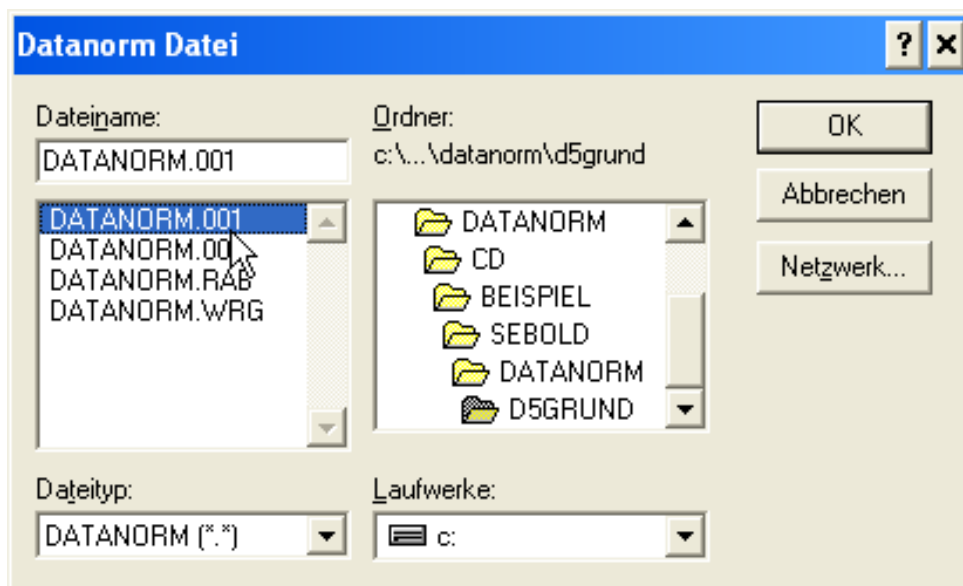 Datanorm Datei
Dateiname:
DATANORM.001
DATANORM.001
DATANORM.00
DATANORM.RAB
DATANORM.WRG
Dateityp:
DATANORM (*.*)
Ordner:
c:\...\datanorm\d5grund
DATANORM
CD
BEISPIEL
SEBOLD
DATANORM
D5GRUND
Laufwerke:
c:
OK
Abbrechen
Netzwerk...